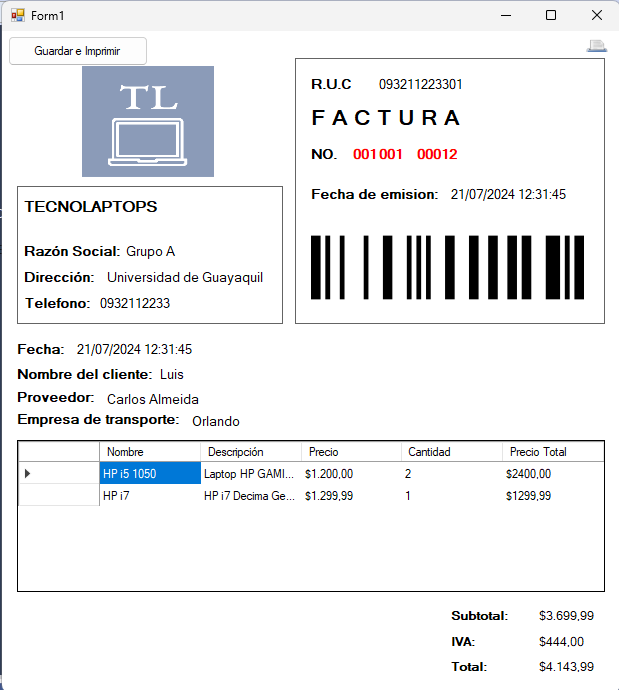 Form1
Guardar e Imprimir
TL
R.U.C 093211223301
FACTURA
NO. 001001 00012
Fecha de emision: 21/07/2024 12:31:45
TECNOLAPTOPS
Razón Social: Grupo A
Dirección: Universidad de Guayaquil
Telefono: 0932112233
Fecha: 21/07/2024 12:31:45
Nombre del cliente: Luis
Proveedor: Carlos Almeida
Empresa de transporte: Orlando
Nombre Descripción Precio Cantidad Precio Total
HP i5 1050 Laptop HP GAMI... $1.200,00 2 $2400,00
HP i7 HP i7 Decima Ge... $1.299,99 1 $1299,99
Subtotal: $3.699,99
IVA: $444,00
Total: $4.143,99